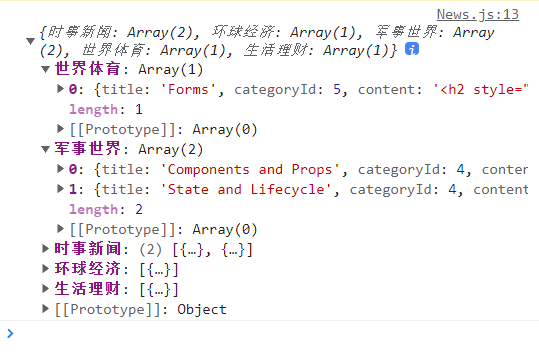 News.js:13
{时事新闻: Array(2), 环球经济: Array(1), 军事世界: Array
(2), 世界体育: Array(1), 生活理财: Array(1)} i
世界体育: Array(1)
0: {title: 'Forms', categoryId: 5, content: '<h2 style="
length: 1
[[Prototype]]: Array(0)
军事世界: Array(2)
0: {title: 'Components and Props', categoryId: 4, conten
1: {title: 'State and Lifecycle', categoryId: 4, content
length: 2
[[Prototype]]: Array(0)
时事新闻: (2) [{…}, {…}]
环球经济: [{…}]
生活理财: [{…}]
[[Prototype]]: Object